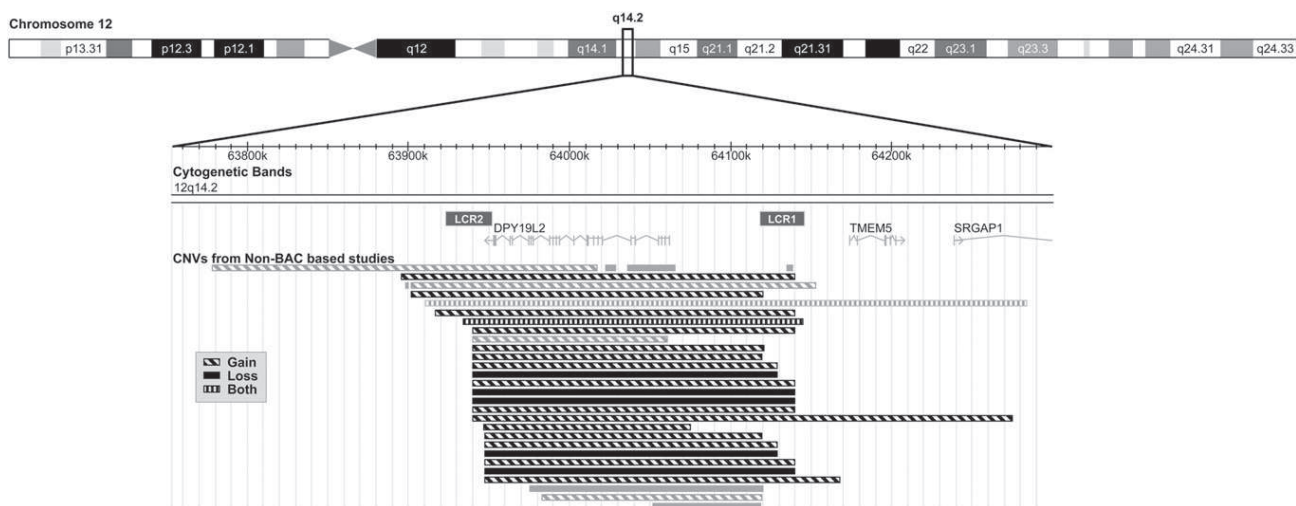 q14.2
Chromosome 12
p13.31 p12.3 p12.1 q12 q14.1 q15 q21.1 q21.2 q21.31 q22 q23.1 q23.3 q24.31 q24.33
63800k 63900k 64000k 64100k 64200k
Cytogenetic Bands
12q14.2
LCR2 LCR1
DPY19L2 TMEM5 SRGAP1
CNVs from Non-BAC based studies
Gain
Loss
Both